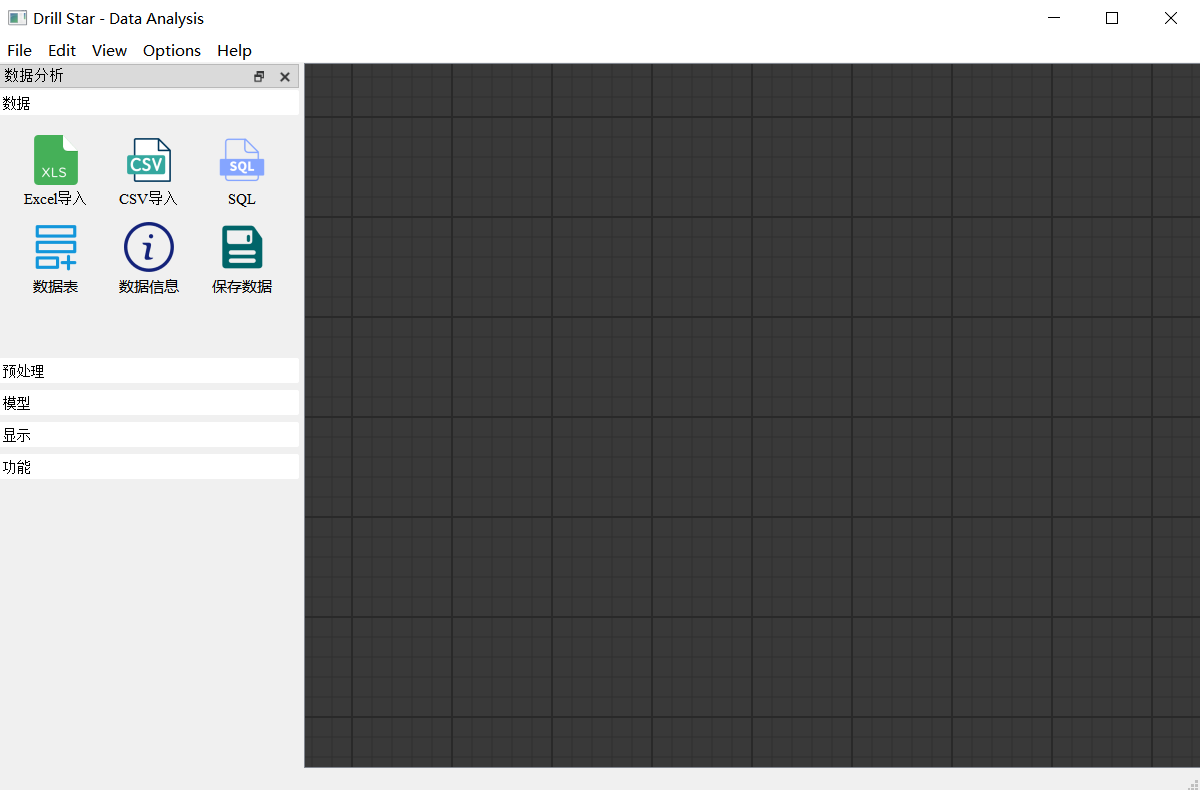 Drill Star - Data Analysis
File Edit View Options Help
数据分析
数据
XLS CSV SQL
Excel导入 CSV导入 SQL
数据表 数据信息 保存数据
预处理
模型
显示
功能